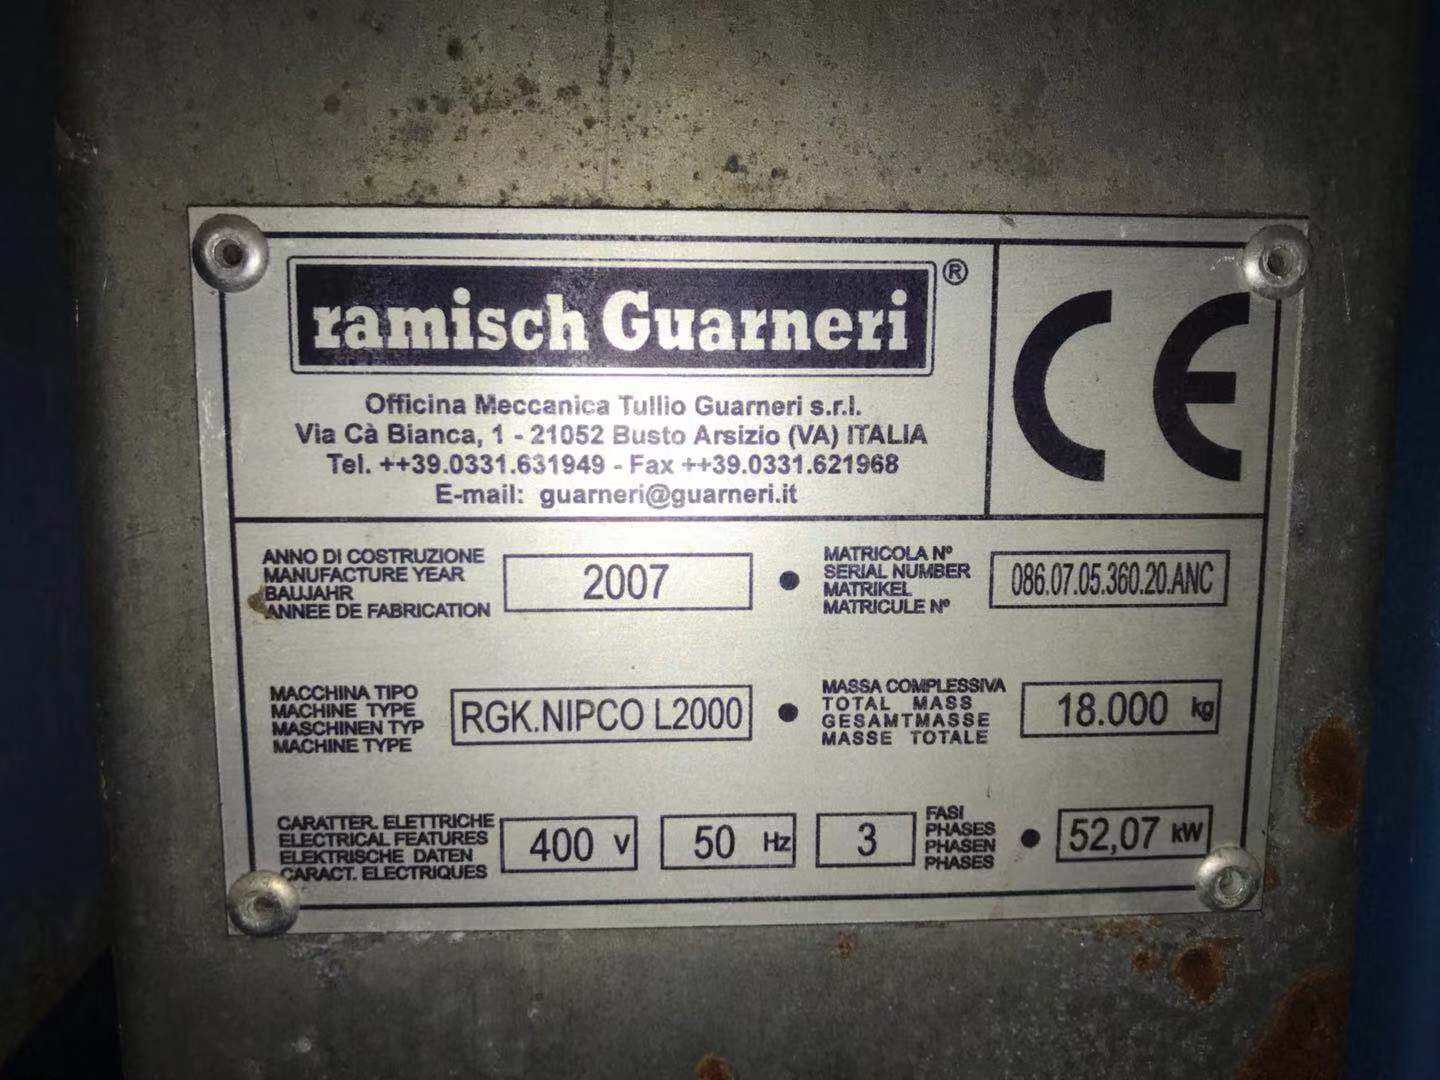 ramisch Guarneri ®
CE
Officina Meccanica Tullio Guarneri s.r.l.
Via Cà Bianca, 1 - 21052 Busto Arsizio (VA) ITALIA
Tel. ++39.0331.631949 - Fax ++39.0331.621968
E-mail: guarneri@guarneri.it
ANNO DI COSTRUZIONE
MANUFACTURE YEAR
BAUJAHR
ANNEE DE FABRICATION
2007
MATRICOLA Nº
SERIAL NUMBER
MATRIKEL
MATRICULE Nº
086.07.05.360.20.ANC
MACCHINA TIPO
MACHINE TYPE
MASCHINEN TYP
MACHINE TYPE
RGK.NIPCO L2000
MASSA COMPLESSIVA
TOTAL MASS
GESAMTMASSE
MASSE TOTALE
18.000 kg
CARATTER. ELETTRICHE
ELECTRICAL FEATURES
ELEKTRISCHE DATEN
CARACT. ELECTRIQUES
400 V
50 Hz
3
FASI
PHASES
PHASEN
PHASES
52,07 kW